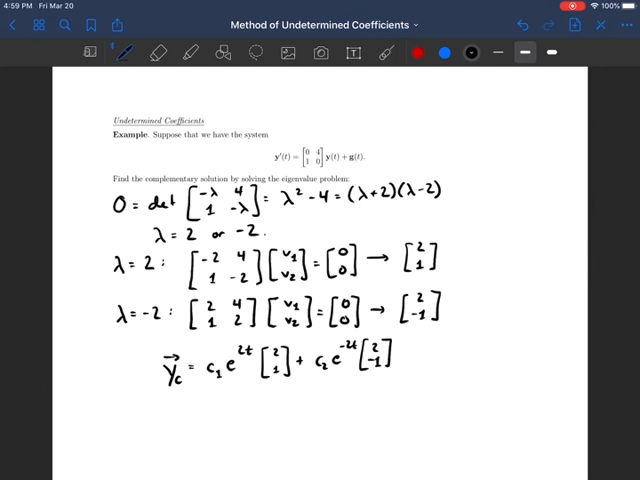 4:59 PM Fri Mar 20
100%
Method of Undetermined Coefficients
Undetermined Coefficients
Example. Suppose that we have the system
y′(t) = [0 4; 1 0] y(t) + g(t).
Find the complementary solution by solving the eigenvalue problem:
0 = det [-λ 4; 1 -λ] = λ² - 4 = (λ+2)(λ-2)
λ = 2 or -2.
λ = 2 : [-2 4; 1 -2] [v₁; v₂] = [0; 0] → [2; 1]
λ = -2 : [2 4; 1 2] [v₁; v₂] = [0; 0] → [2; -1]
y⃗c = c₁ e^{2t} [2; 1] + c₂ e^{-2t} [2; -1]